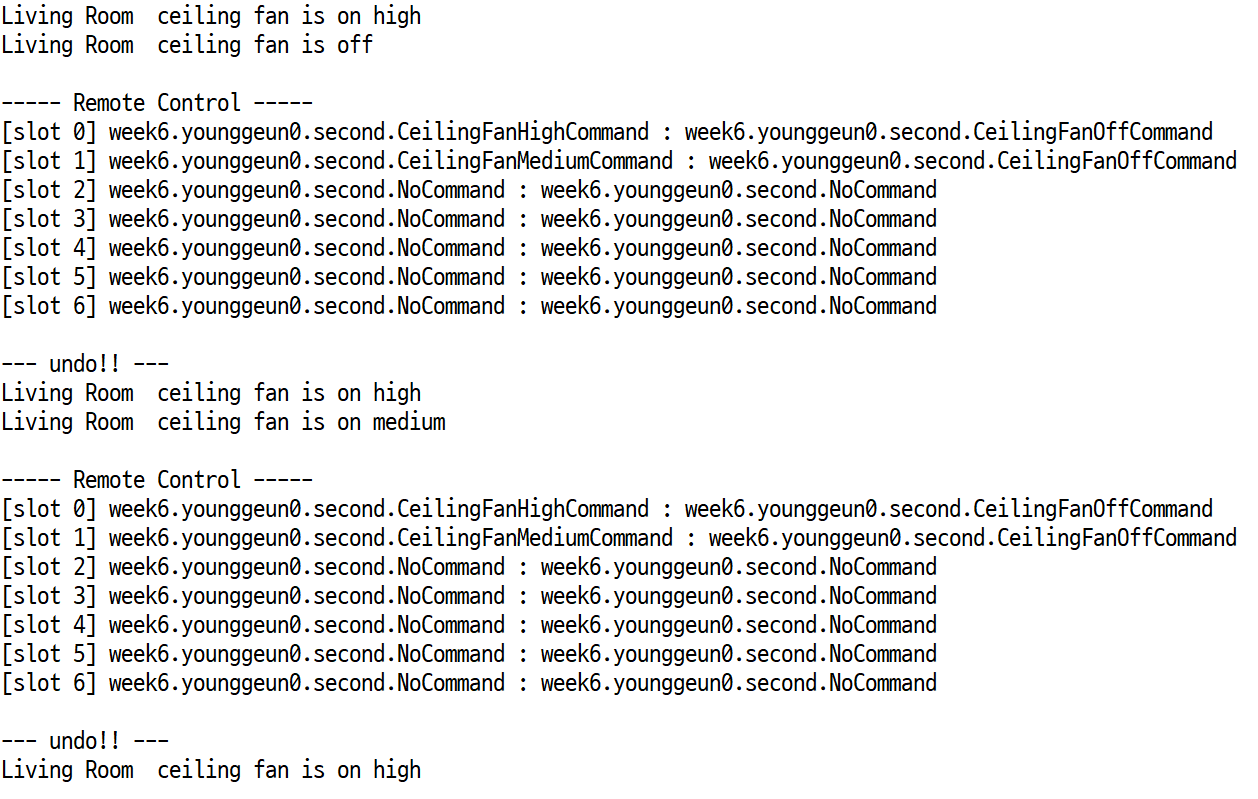 Living Room  ceiling fan is on high
Living Room  ceiling fan is off

----- Remote Control -----
[slot 0] week6.younggeun0.second.CeilingFanHighCommand : week6.younggeun0.second.CeilingFanOffCommand
[slot 1] week6.younggeun0.second.CeilingFanMediumCommand : week6.younggeun0.second.CeilingFanOffCommand
[slot 2] week6.younggeun0.second.NoCommand : week6.younggeun0.second.NoCommand
[slot 3] week6.younggeun0.second.NoCommand : week6.younggeun0.second.NoCommand
[slot 4] week6.younggeun0.second.NoCommand : week6.younggeun0.second.NoCommand
[slot 5] week6.younggeun0.second.NoCommand : week6.younggeun0.second.NoCommand
[slot 6] week6.younggeun0.second.NoCommand : week6.younggeun0.second.NoCommand

--- undo!! ---
Living Room  ceiling fan is on high
Living Room  ceiling fan is on medium

----- Remote Control -----
[slot 0] week6.younggeun0.second.CeilingFanHighCommand : week6.younggeun0.second.CeilingFanOffCommand
[slot 1] week6.younggeun0.second.CeilingFanMediumCommand : week6.younggeun0.second.CeilingFanOffCommand
[slot 2] week6.younggeun0.second.NoCommand : week6.younggeun0.second.NoCommand
[slot 3] week6.younggeun0.second.NoCommand : week6.younggeun0.second.NoCommand
[slot 4] week6.younggeun0.second.NoCommand : week6.younggeun0.second.NoCommand
[slot 5] week6.younggeun0.second.NoCommand : week6.younggeun0.second.NoCommand
[slot 6] week6.younggeun0.second.NoCommand : week6.younggeun0.second.NoCommand

--- undo!! ---
Living Room  ceiling fan is on high